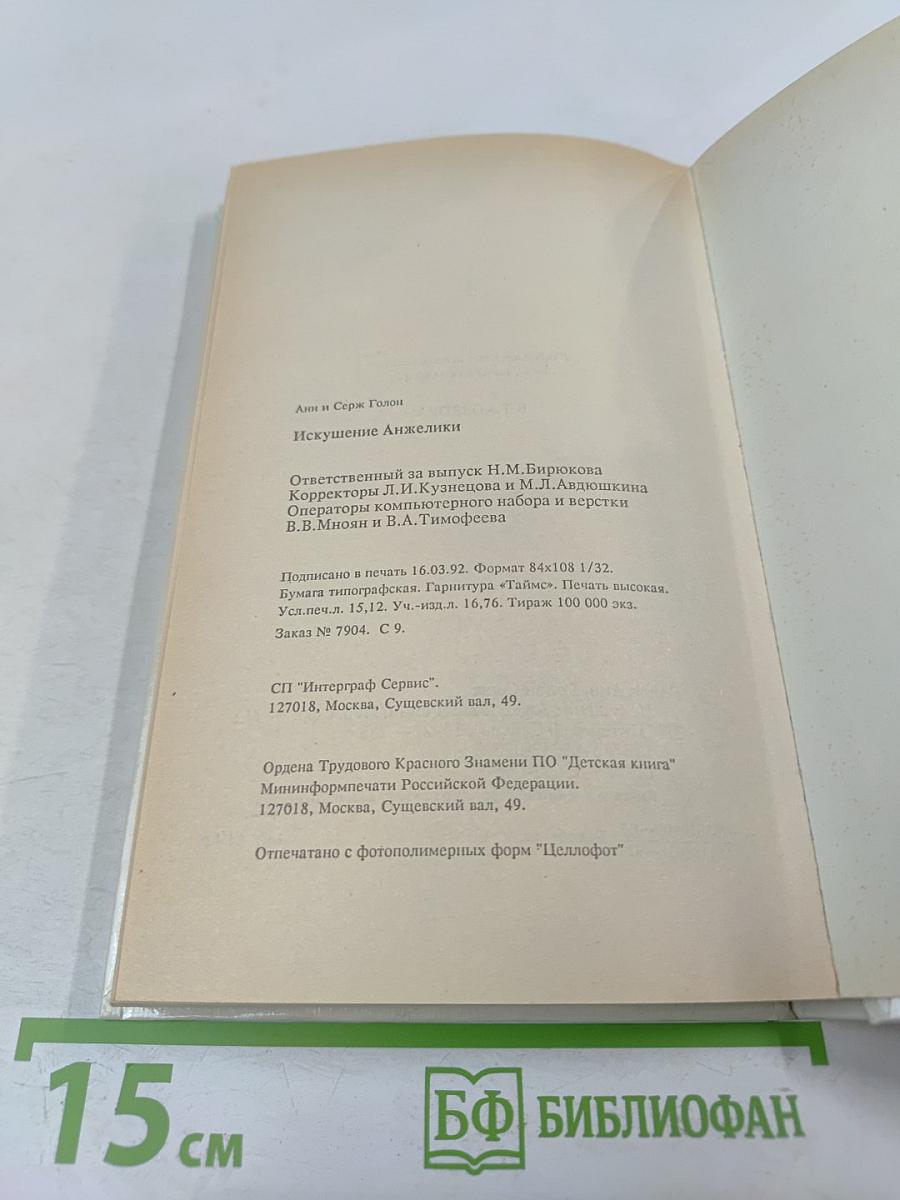 Анн и Серж Голон
Искушение Анжелики
Ответственный за выпуск Н.М.Бирюкова
Корректоры Л.И.Кузнецова и М.Л.Авдюшкина
Операторы компьютерного набора и верстки
В.В.Мноян и В.А.Тимофеева
Подписано в печать 16.03.92. Формат 84х108 1/32.
Бумага типографская. Гарнитура «Таймс». Печать высокая.
Усл.печ.л. 15,12. Уч.-изд.л. 16,76. Тираж 100 000 экз.
Заказ № 7904. С 9.
СП "Интерграф Сервис".
127018, Москва, Сущевский вал, 49.
Ордена Трудового Красного Знамени ПО "Детская книга"
Мининформпечати Российской Федерации.
127018, Москва, Сущевский вал, 49.
Отпечатано с фотополимерных форм "Целлофот"
15 см
БФ БИБЛИОФАН